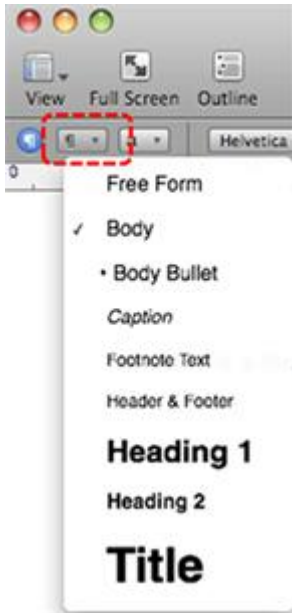 View Full Screen Outline
¶ a Helvetica
0
Free Form
✓ Body
• Body Bullet
Caption
Footnote Text
Header & Footer
Heading 1
Heading 2
Title